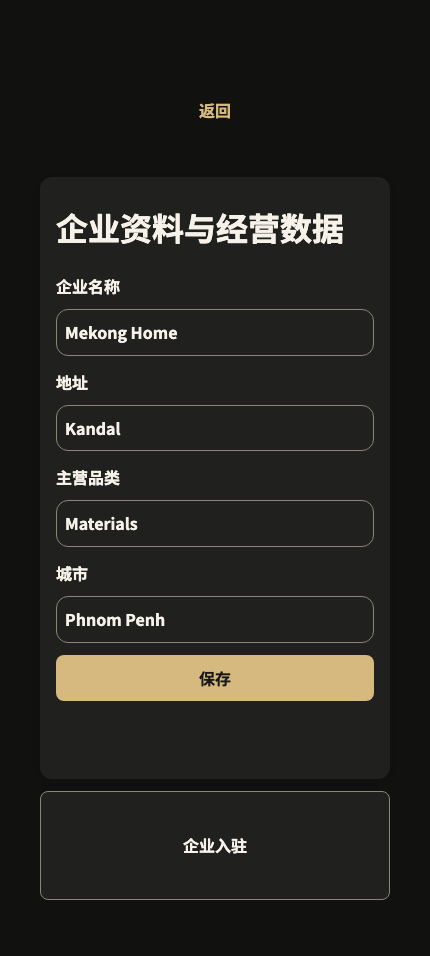 返回
企业资料与经营数据
企业名称
Mekong Home
地址
Kandal
主营品类
Materials
城市
Phnom Penh
保存
企业入驻